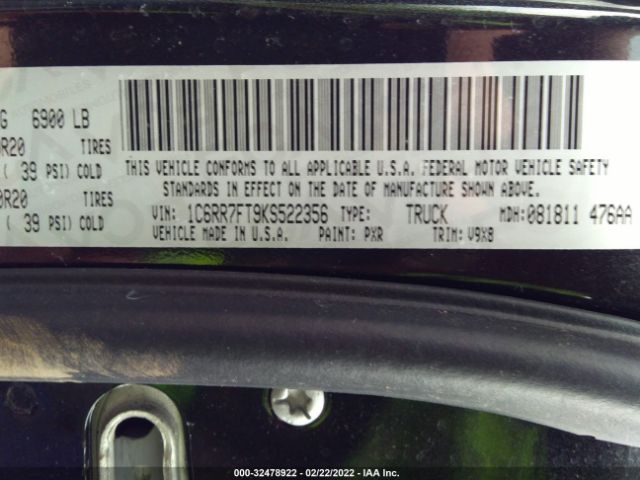 G 6900 LB
0R20 TIRES
( 39 PSI) COLD
0R20 TIRES
( 39 PSI) COLD
THIS VEHICLE CONFORMS TO ALL APPLICABLE U.S.A. FEDERAL MOTOR VEHICLE SAFETY
STANDARDS IN EFFECT ON THE DATE OF MANUFACTURE SHOWN ABOVE.
VIN: 1C6RR7FT9KS522356 TYPE: TRUCK MDH: 081811 476AA
VEHICLE MADE IN U.S.A. PAINT: PXR TRIM: V9X8
000-32478922 - 02/22/2022 - IAA Inc.